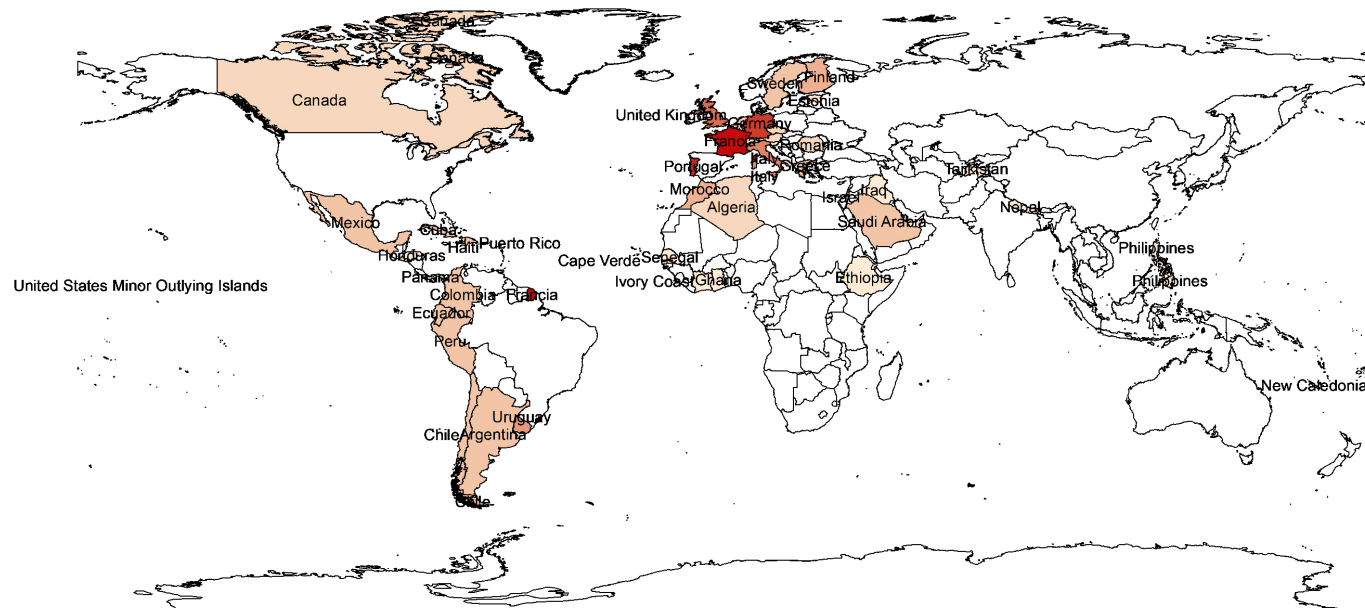 Canada
Canada
Canada
Sweden
Finland
Estonia
United Kingdom
Germany
Francia
Romania
Portugal
Italy
Italy
Greece
Morocco
Algeria
Tajikistan
Israel
Iraq
Saudi Arabia
Nepal
Mexico
Cuba
Haiti
Puerto Rico
Honduras
Philippines
Cape Verde
Senegal
Panama
Ivory Coast
Ghana
Ethiopia
Philippines
United States Minor Outlying Islands
Colombia
Francia
Ecuador
Peru
New Caledonia
Uruguay
Chile
Argentina
Chile